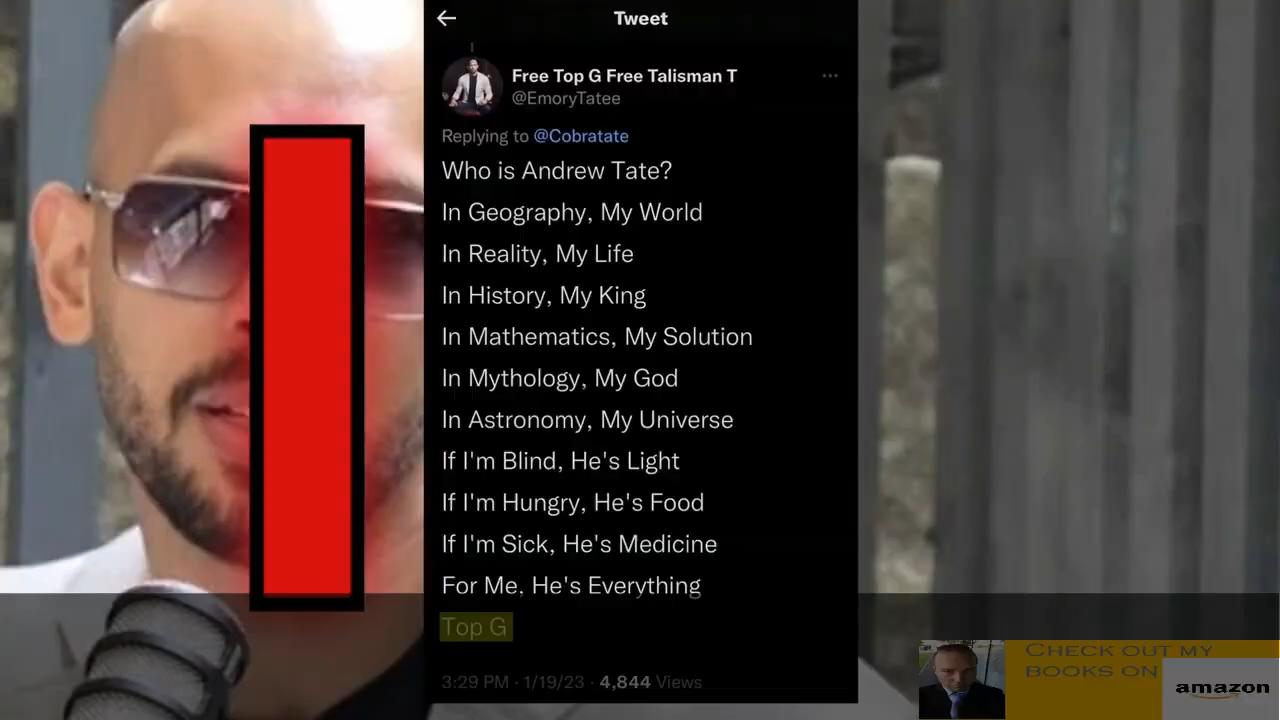 Tweet
Free Top G Free Talisman T
@EmoryTatee
Replying to @Cobratate
Who is Andrew Tate?
In Geography, My World
In Reality, My Life
In History, My King
In Mathematics, My Solution
In Mythology, My God
In Astronomy, My Universe
If I'm Blind, He's Light
If I'm Hungry, He's Food
If I'm Sick, He's Medicine
For Me, He's Everything
Top G
3:29 PM · 1/19/23 · 4,844 Views
Check out my
books on
amazon